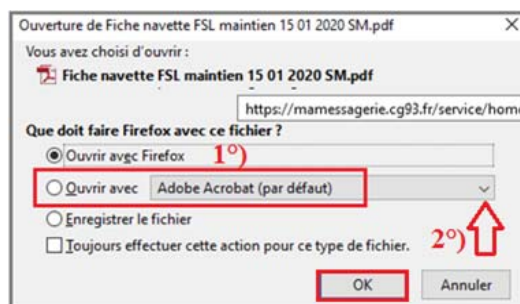 Ouverture de Fiche navette FSL maintien 15 01 2020 SM.pdf
Vous avez choisi d'ouvrir :
Fiche navette FSL maintien 15 01 2020 SM.pdf
https://mamessagerie.cg93.fr/service/hom
Que doit faire Firefox avec ce fichier ?
Ouvrir avec Firefox 1°)
Ouvrir avec Adobe Acrobat (par défaut)
Enregistrer le fichier
Toujours effectuer cette action pour ce type de fichier. 2°)
OK Annuler